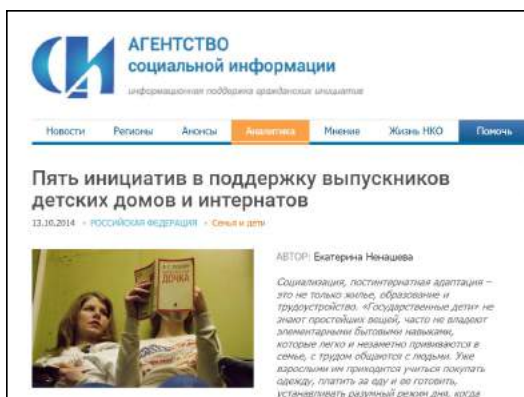 СИ
АГЕНТСТВО
социальной информации
информационная поддержка гражданских инициатив
Новости Регионы Анонсы Аналитика Мнение Жизнь НКО Помочь
Пять инициатив в поддержку выпускников
детских домов и интернатов
13.10.2014 РОССИЙСКАЯ ФЕДЕРАЦИЯ Семья и дети
АВТОР: Екатерина Ненашева
Социализация, постинтернатная адаптация –
это не только жилье, образование и
трудоустройство. «Государственные дети» не
знают простейших вещей, часто не владеют
элементарными бытовыми навыками,
которые легко и незаметно прививаются в
семье, с трудом общаются с людьми. Уже
взрослыми им приходится учиться покупать
одежду, платить за еду и ее готовить,
устанавливать разумный режим дня, когда
ДОЧКА